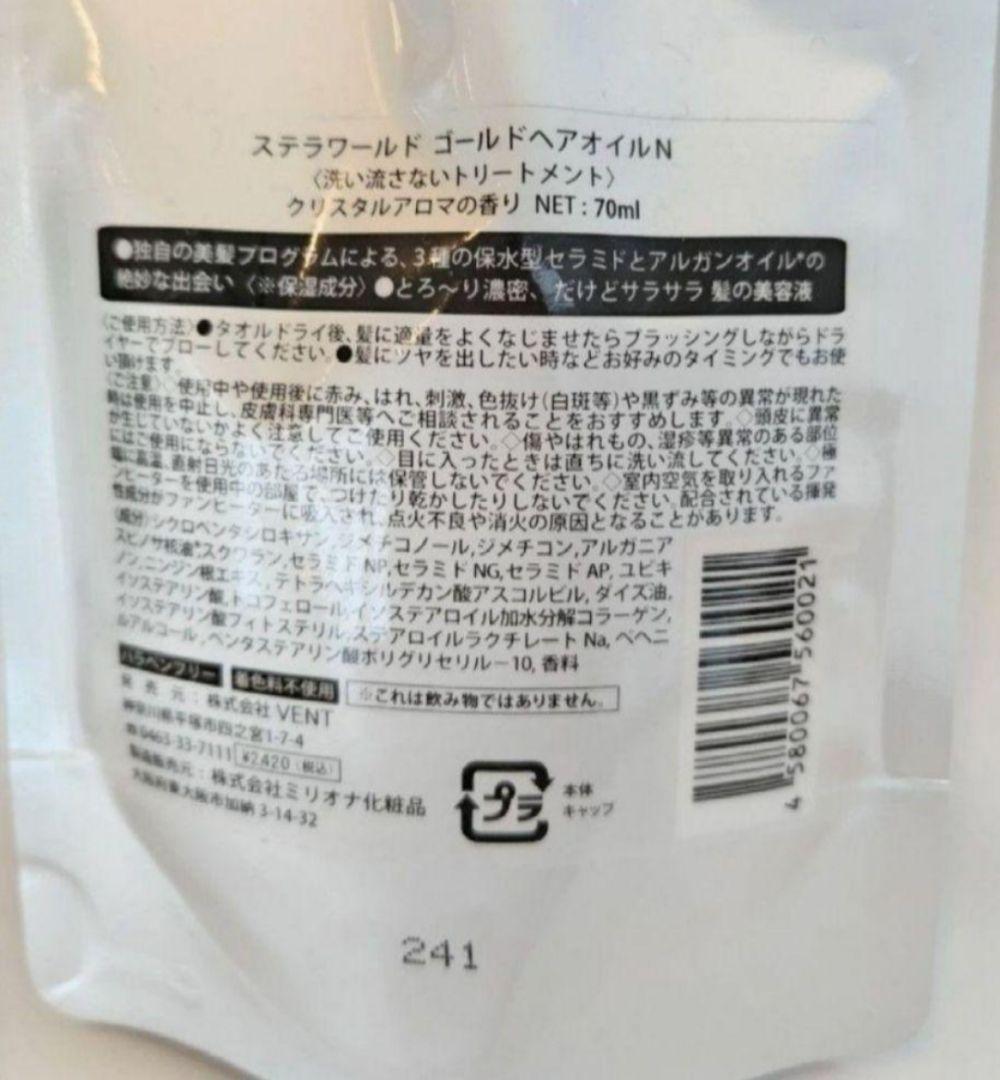 ステラワールド ゴールドヘアオイルN
〈洗い流さないトリートメント〉
クリスタルアロマの香り NET : 70ml
●独自の美髪プログラムによる、3種の保水型セラミドとアルガンオイル*の
絶妙な出会い〈※保湿成分〉●とろ〜り濃密、だけどサラサラ 髪の美容液
〈ご使用方法〉●タオルドライ後、髪に適量をよくなじませたらブラッシングしながらドラ
イヤーでブローしてください。●髪にツヤを出したい時などお好みのタイミングでもお使
い頂けます。
〈ご注意〉◇使用中や使用後に赤み、はれ、刺激、色抜け(白斑等)や黒ずみ等の異常が現れた
時は使用を中止し、皮膚科専門医等へご相談されることをおすすめします。◇頭皮に異常
が生じていないかよく注意してご使用ください。◇傷やはれもの、湿疹等異常のある部位
にはご使用にならないでください。◇目に入ったときは直ちに洗い流してください。◇極
端に高温、直射日光のあたる場所には保管しないでください。◇室内空気を取り入れるファ
ンヒーターを使用中の部屋で、つけたり乾かしたりしないでください。配合されている揮発
性成分がファンヒーターに吸入され、点火不良や消火の原因となることがあります。
〈成分〉シクロペンタシロキサン,ジメチコノール,ジメチコン,アルガニア
スピノサ核油*,スクワラン,セラミドNP,セラミドNG,セラミドAP,ユビキ
ノン,ニンジン根エキス,テトラヘキシルデカン酸アスコルビル,ダイズ油,
イソステアリン酸,トコフェロール,イソステアロイル加水分解コラーゲン,
イソステアリン酸フィトステリル,ステアロイルラクチレートNa,ベヘニ
ルアルコール,ペンタステアリン酸ポリグリセリル−10,香料
パラベンフリー 着色料不使用 ※これは飲み物ではありません。
発売元:株式会社VENT
神奈川県平塚市四之宮1-7-4
☎0463-33-7111 ¥2,420(税込)
製造販売元:株式会社ミリオナ化粧品
大阪府東大阪市加納3-14-32
プラ
本体
キャップ
4580067560021
241